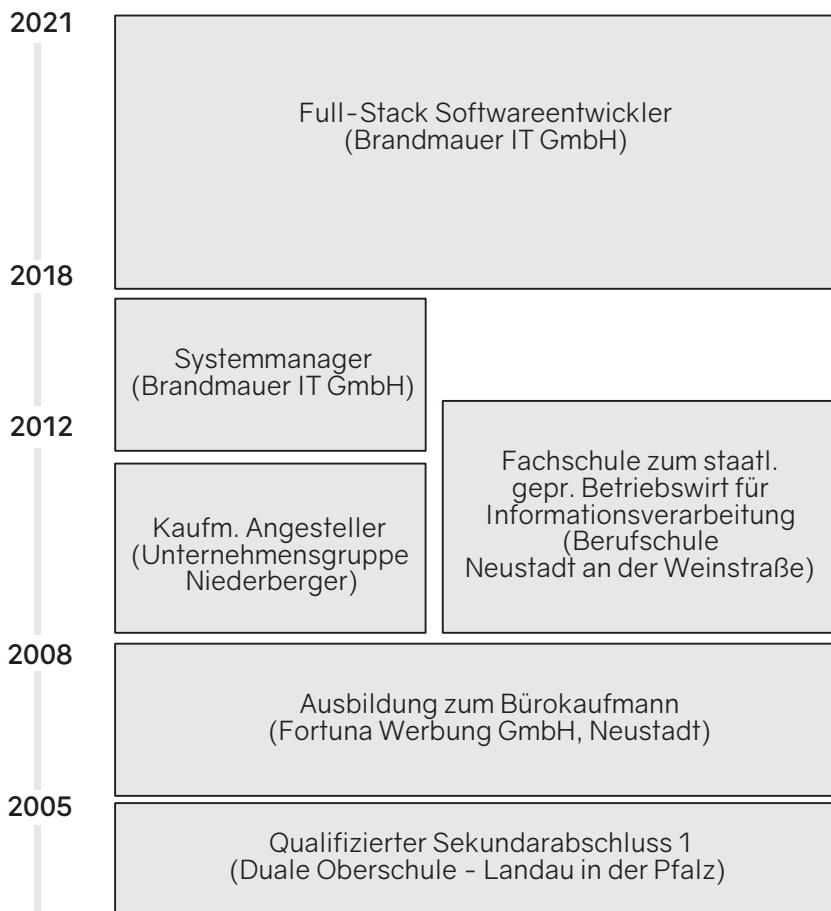 2021
Full-Stack Softwareentwickler
(Brandmauer IT GmbH)
2018
Systemmanager
(Brandmauer IT GmbH)
2012
Fachschule zum staatl.
gepr. Betriebswirt für
Informationsverarbeitung
(Berufschule
Neustadt an der Weinstraße)
Kaufm. Angesteller
(Unternehmensgruppe
Niederberger)
2008
Ausbildung zum Bürokaufmann
(Fortuna Werbung GmbH, Neustadt)
2005
Qualifizierter Sekundarabschluss 1
(Duale Oberschule - Landau in der Pfalz)